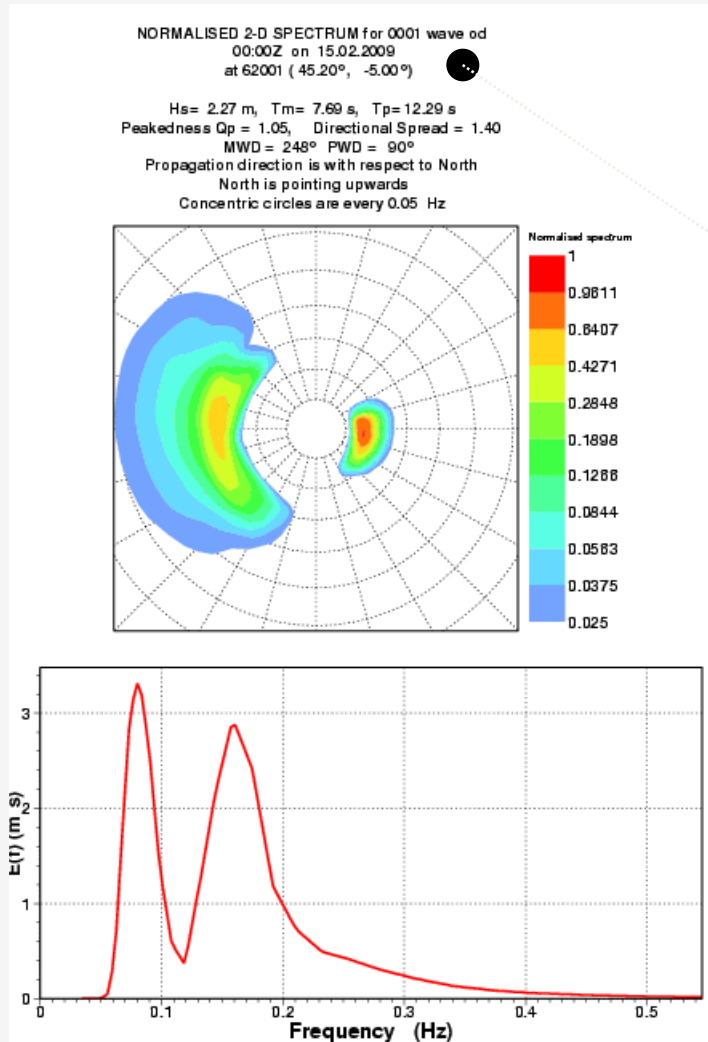 NORMALISED 2-D SPECTRUM for 0001 wave od
00:00Z on 15.02.2009
at 62001 ( 45.20°, -5.00°)
Hs= 2.27 m, Tm= 7.69 s, Tp= 12.29 s
Peakedness Qp = 1.05, Directional Spread = 1.40
MWD = 248° PWD = 90°
Propagation direction is with respect to North
North is pointing upwards
Concentric circles are every 0.05 Hz
Normalised spectrum
1
0.9811
0.6407
0.4271
0.2848
0.1898
0.1266
0.0844
0.0563
0.0375
0.025
3
2
1
0
E(f) (m s)
0
0.1
0.2
0.3
0.4
0.5
Frequency (Hz)